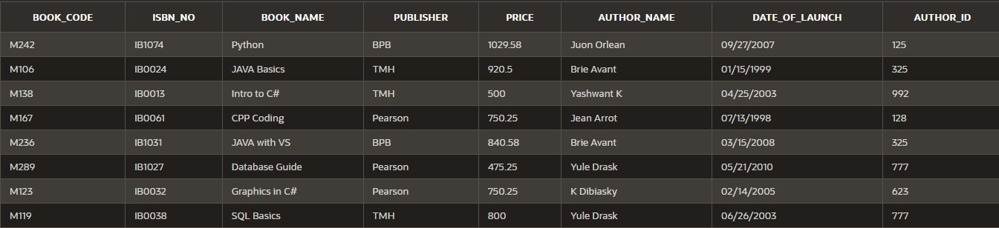 BOOK_CODE ISBN_NO BOOK_NAME PUBLISHER PRICE AUTHOR_NAME DATE_OF_LAUNCH AUTHOR_ID
M242 IB1074 Python BPB 1029.58 Juon Orlean 09/27/2007 125
M106 IB0024 JAVA Basics TMH 920.5 Brie Avant 01/15/1999 325
M138 IB0013 Intro to C# TMH 500 Yashwant K 04/25/2003 992
M167 IB0061 CPP Coding Pearson 750.25 Jean Arrot 07/13/1998 128
M236 IB1031 JAVA with VS BPB 840.58 Brie Avant 03/15/2008 325
M289 IB1027 Database Guide Pearson 475.25 Yule Drask 05/21/2010 777
M123 IB0032 Graphics in C# Pearson 750.25 K Dibiasky 02/14/2005 623
M119 IB0038 SQL Basics TMH 800 Yule Drask 06/26/2003 777